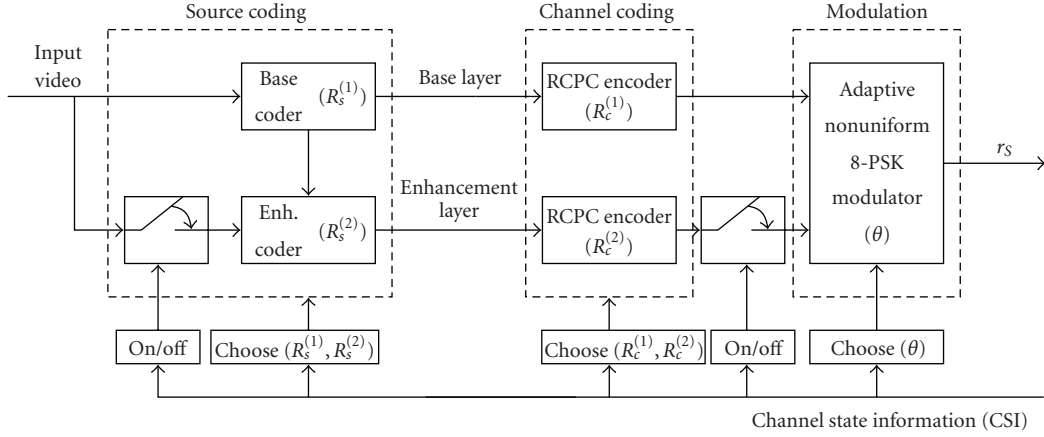 Source coding
Channel coding
Modulation
Input
video
Base
coder
(R_s^{(1)})
Base layer
RCPC encoder
(R_c^{(1)})
Adaptive
nonuniform
8-PSK
modulator
(θ)
r_S
Enh.
coder
(R_s^{(2)})
Enhancement
layer
RCPC encoder
(R_c^{(2)})
On/off
Choose (R_s^{(1)}, R_s^{(2)})
Choose (R_c^{(1)}, R_c^{(2)})
On/off
Choose (θ)
Channel state information (CSI)